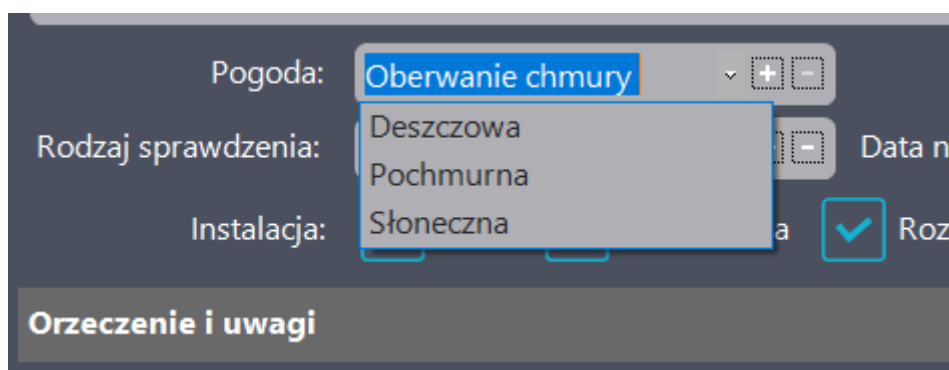 Pogoda: Oberwanie chmury
Deszczowa
Rodzaj sprawdzenia: Data n
Pochmurna
Instalacja: Słoneczna a Roz
Orzeczenie i uwagi